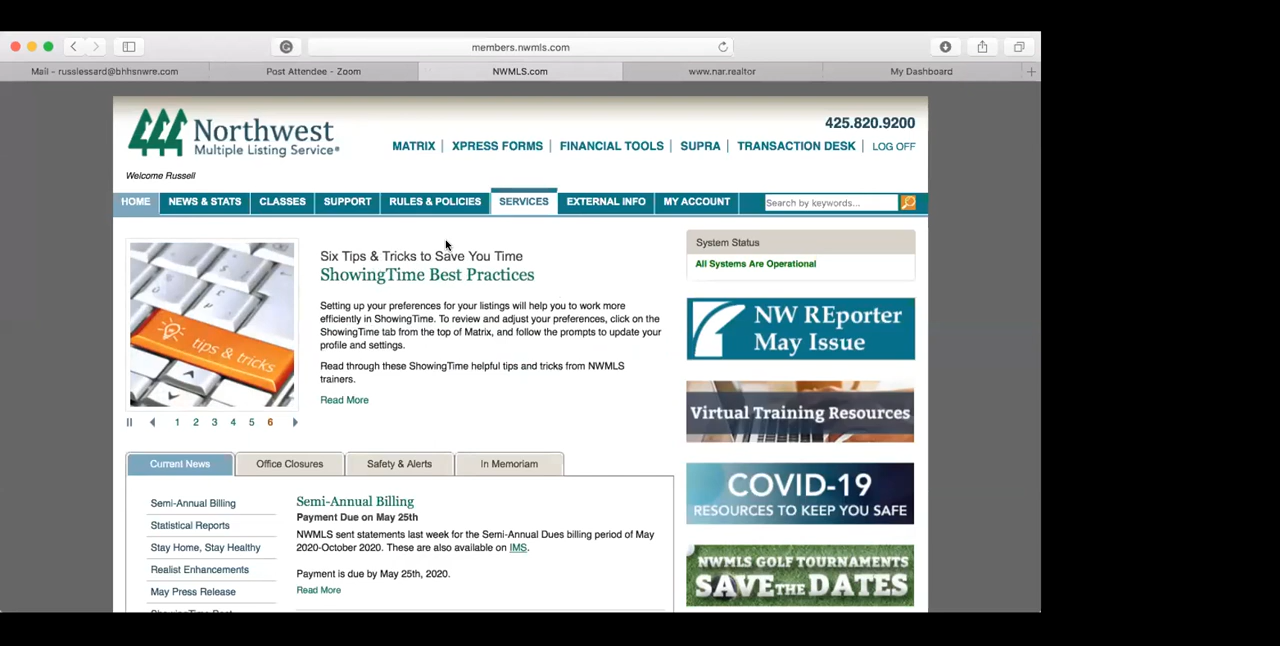 members.nwmls.com
Mail - russlessard@bhhsnwre.com
Post Attendee - Zoom
NWMLS.com
www.nar.realtor
My Dashboard
Northwest
Multiple Listing Service®
425.820.9200
MATRIX | XPRESS FORMS | FINANCIAL TOOLS | SUPRA | TRANSACTION DESK | LOG OFF
Welcome Russell
HOME NEWS & STATS CLASSES SUPPORT RULES & POLICIES SERVICES EXTERNAL INFO MY ACCOUNT Search by keywords...
tips & tricks
1 2 3 4 5 6
Six Tips & Tricks to Save You Time
ShowingTime Best Practices
Setting up your preferences for your listings will help you to work more
efficiently in ShowingTime. To review and adjust your preferences, click on the
ShowingTime tab from the top of Matrix, and follow the prompts to update your
profile and settings.
Read through these ShowingTime helpful tips and tricks from NWMLS
trainers.
Read More
System Status
All Systems Are Operational
NW REporter
May Issue
Virtual Training Resources
COVID-19
RESOURCES TO KEEP YOU SAFE
NWMLS GOLF TOURNAMENTS
SAVE THE DATES
Current News
Office Closures
Safety & Alerts
In Memoriam
Semi-Annual Billing
Statistical Reports
Stay Home, Stay Healthy
Realist Enhancements
May Press Release
Semi-Annual Billing
Payment Due on May 25th
NWMLS sent statements last week for the Semi-Annual Dues billing period of May
2020-October 2020. These are also available on IMS.
Payment is due by May 25th, 2020.
Read More